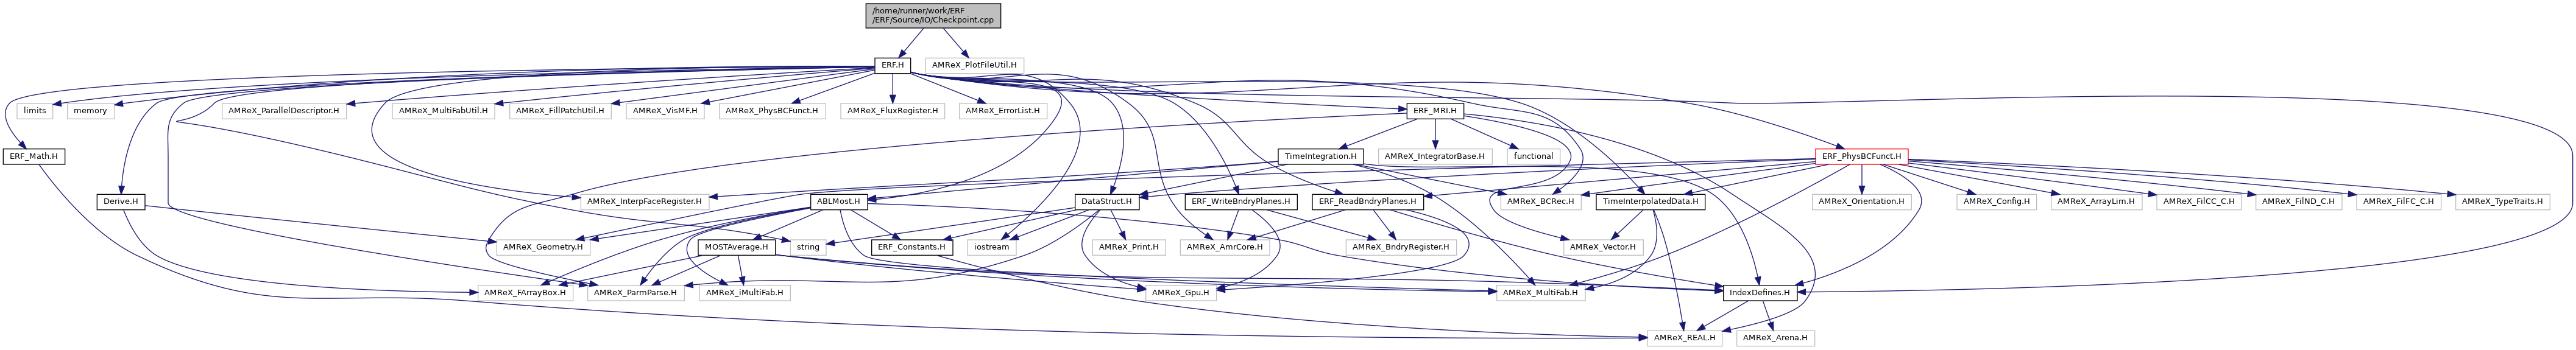 /home/runner/work/ERF
/ERF/Source/IO/Checkpoint.cpp
ERF.H
AMReX_PlotFileUtil.H
limits
memory
AMReX_ParallelDescriptor.H
AMReX_MultiFabUtil.H
AMReX_FillPatchUtil.H
AMReX_VisMF.H
AMReX_PhysBCFunct.H
AMReX_FluxRegister.H
AMReX_ErrorList.H
ERF_MRI.H
ERF_Math.H
TimeIntegration.H
AMReX_IntegratorBase.H
functional
ERF_PhysBCFunct.H
Derive.H
AMReX_InterpFaceRegister.H
ABLMost.H
DataStruct.H
ERF_WriteBndryPlanes.H
ERF_ReadBndryPlanes.H
AMReX_BCRec.H
TimeInterpolatedData.H
AMReX_Orientation.H
AMReX_Config.H
AMReX_ArrayLim.H
AMReX_FilCC_C.H
AMReX_FilND_C.H
AMReX_FilFC_C.H
AMReX_TypeTraits.H
AMReX_Geometry.H
MOSTAverage.H
string
ERF_Constants.H
iostream
AMReX_Print.H
AMReX_AmrCore.H
AMReX_BndryRegister.H
AMReX_Vector.H
AMReX_FArrayBox.H
AMReX_ParmParse.H
AMReX_iMultiFab.H
AMReX_Gpu.H
AMReX_MultiFab.H
IndexDefines.H
AMReX_REAL.H
AMReX_Arena.H